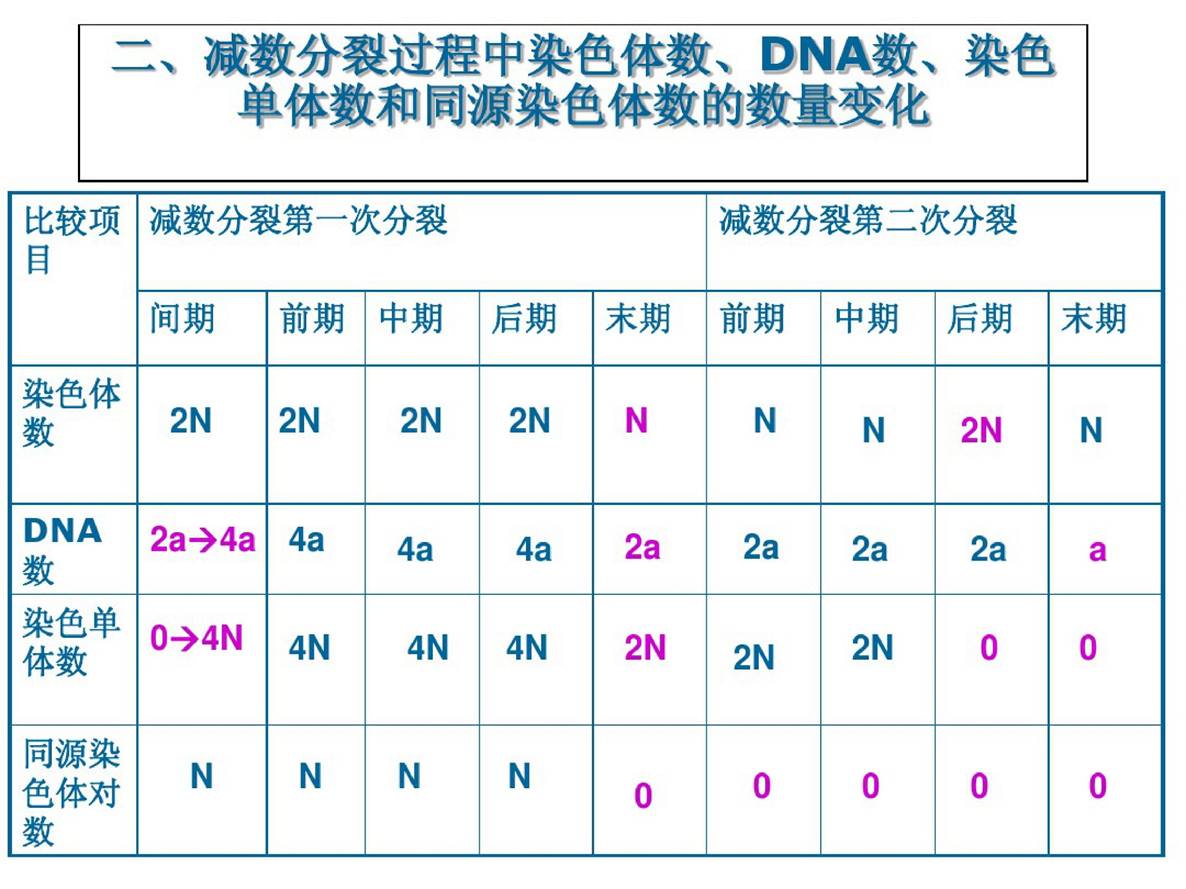 二、减数分裂过程中染色体数、DNA数、染色
单体数和同源染色体数的数量变化
比较项目 减数分裂第一次分裂 减数分裂第二次分裂
间期 前期 中期 后期 末期 前期 中期 后期 末期
染色体数 2N 2N 2N 2N N N N 2N N
DNA数 2a→4a 4a 4a 4a 2a 2a 2a 2a a
染色单体数 0→4N 4N 4N 4N 2N 2N 2N 0 0
同源染色体对数 N N N N 0 0 0 0 0